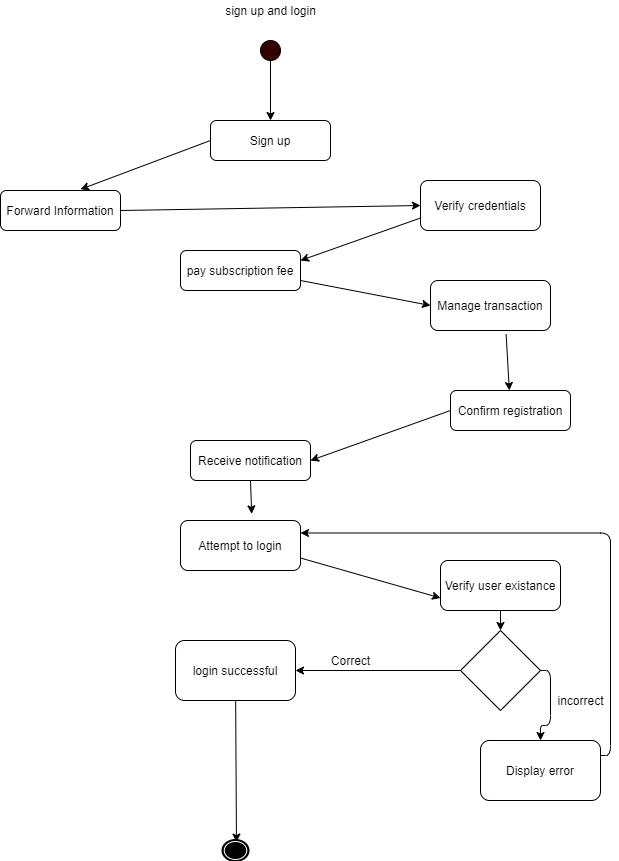 sign up and login
Sign up
Forward Information
Verify credentials
pay subscription fee
Manage transaction
Confirm registration
Receive notification
Attempt to login
Verify user existance
Correct
login successful
incorrect
Display error